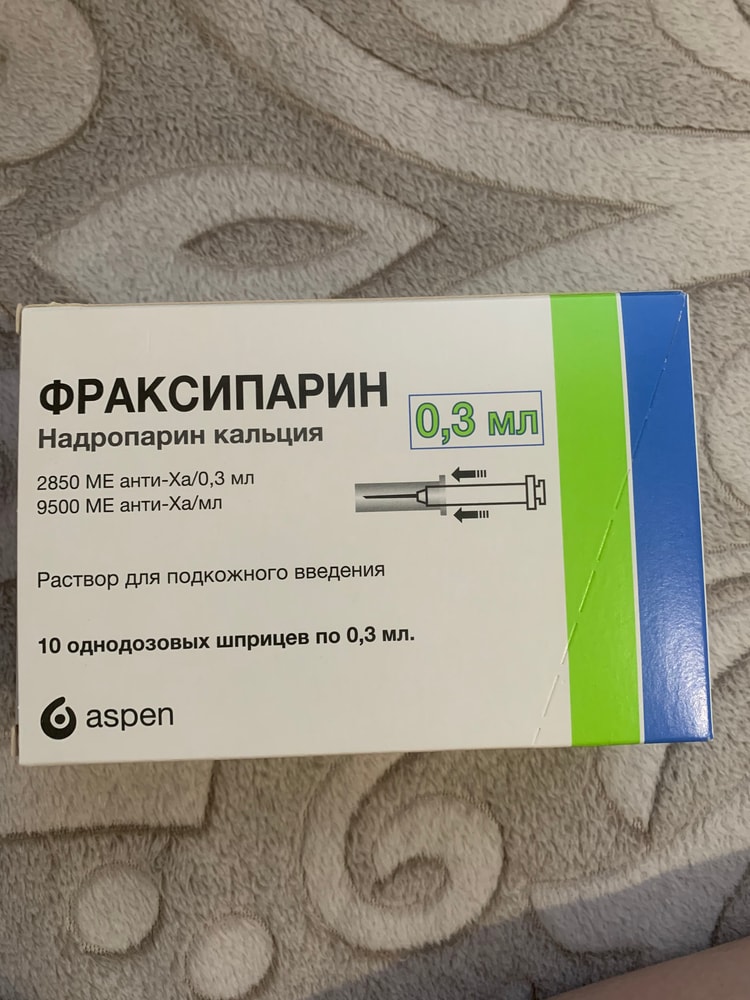 ФРАКСИПАРИН
Надропарин кальция
0,3 мл
2850 МЕ анти-Ха/0,3 мл
9500 МЕ анти-Ха/мл
Раствор для подкожного введения
10 однодозовых шприцев по 0,3 мл.
aspen